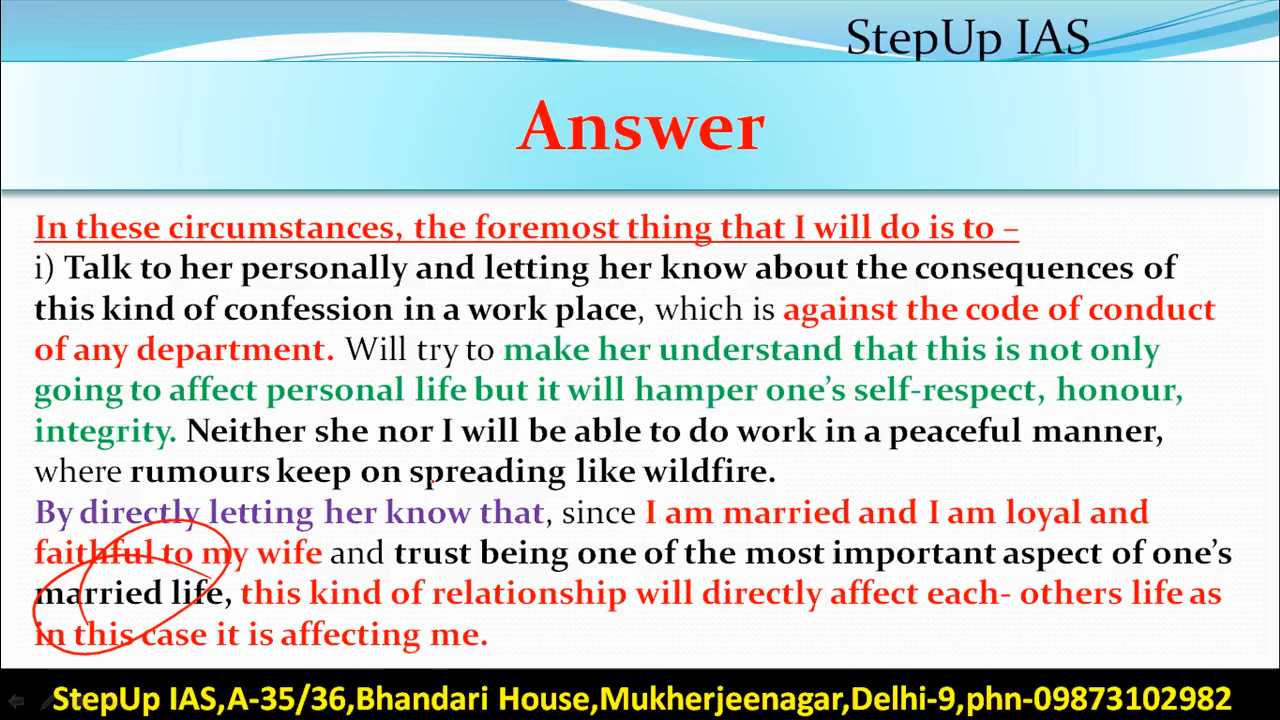 StepUp IAS
Answer
In these circumstances, the foremost thing that I will do is to –
i) Talk to her personally and letting her know about the consequences of
this kind of confession in a work place, which is against the code of conduct
of any department. Will try to make her understand that this is not only
going to affect personal life but it will hamper one's self-respect, honour,
integrity. Neither she nor I will be able to do work in a peaceful manner,
where rumours keep on spreading like wildfire.
By directly letting her know that, since I am married and I am loyal and
faithful to my wife and trust being one of the most important aspect of one's
married life, this kind of relationship will directly affect each- others life as
in this case it is affecting me.
StepUp IAS,A-35/36,Bhandari House,Mukherjeenagar,Delhi-9,phn-09873102982